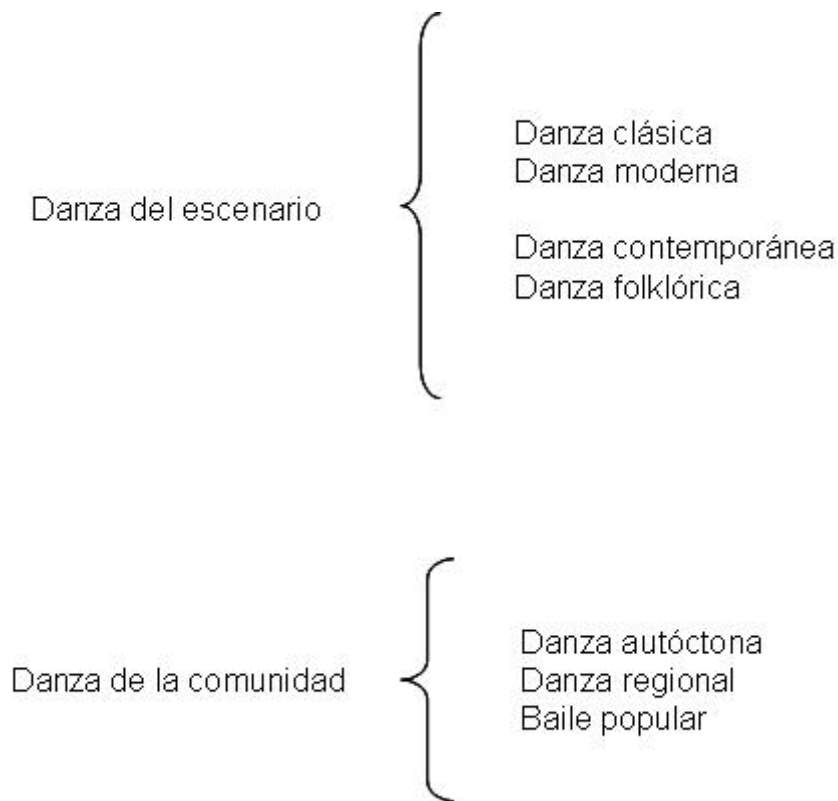 Danza clásica
Danza moderna
Danza del escenario
Danza contemporánea
Danza folklórica
Danza autóctona
Danza de la comunidad
Danza regional
Baile popular